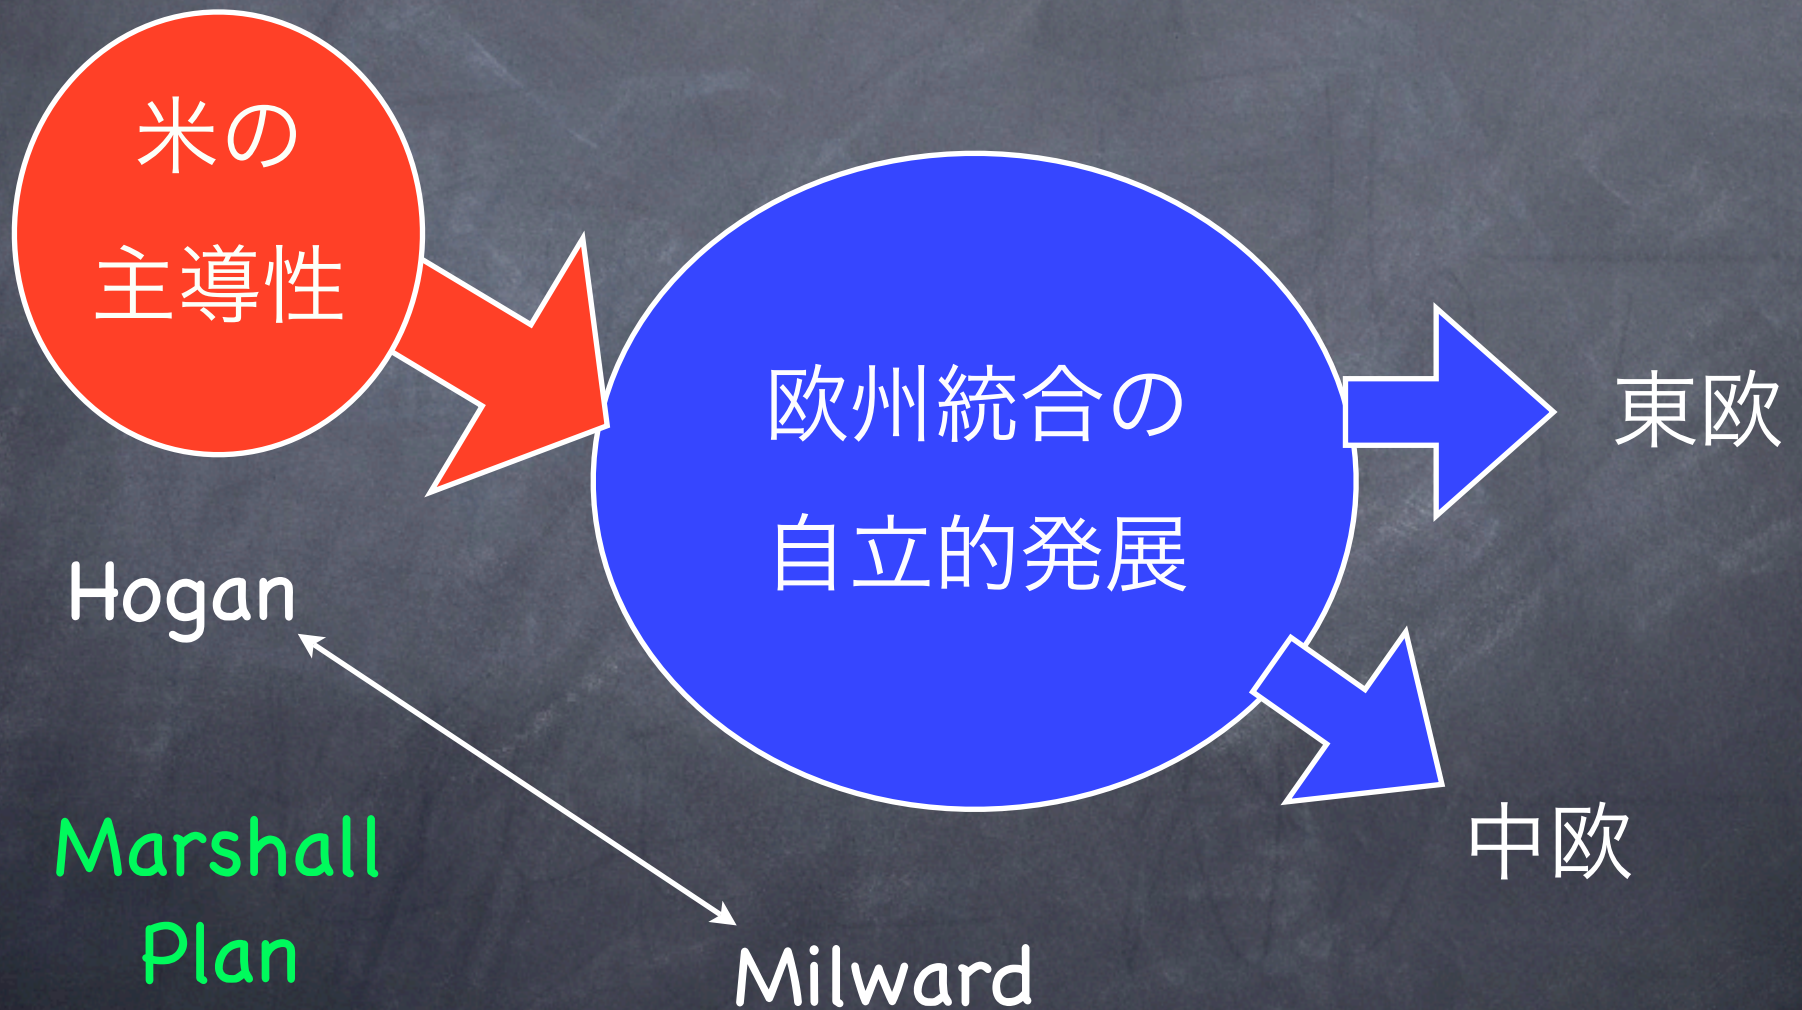 米の
主導性
欧州統合の
自立的発展
東欧
中欧
Hogan
Milward
Marshall
Plan